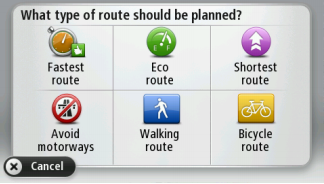 What type of route should be planned?
Fastest
route
Eco
route
Shortest
route
Avoid
motorways
Walking
route
Bicycle
route
Cancel